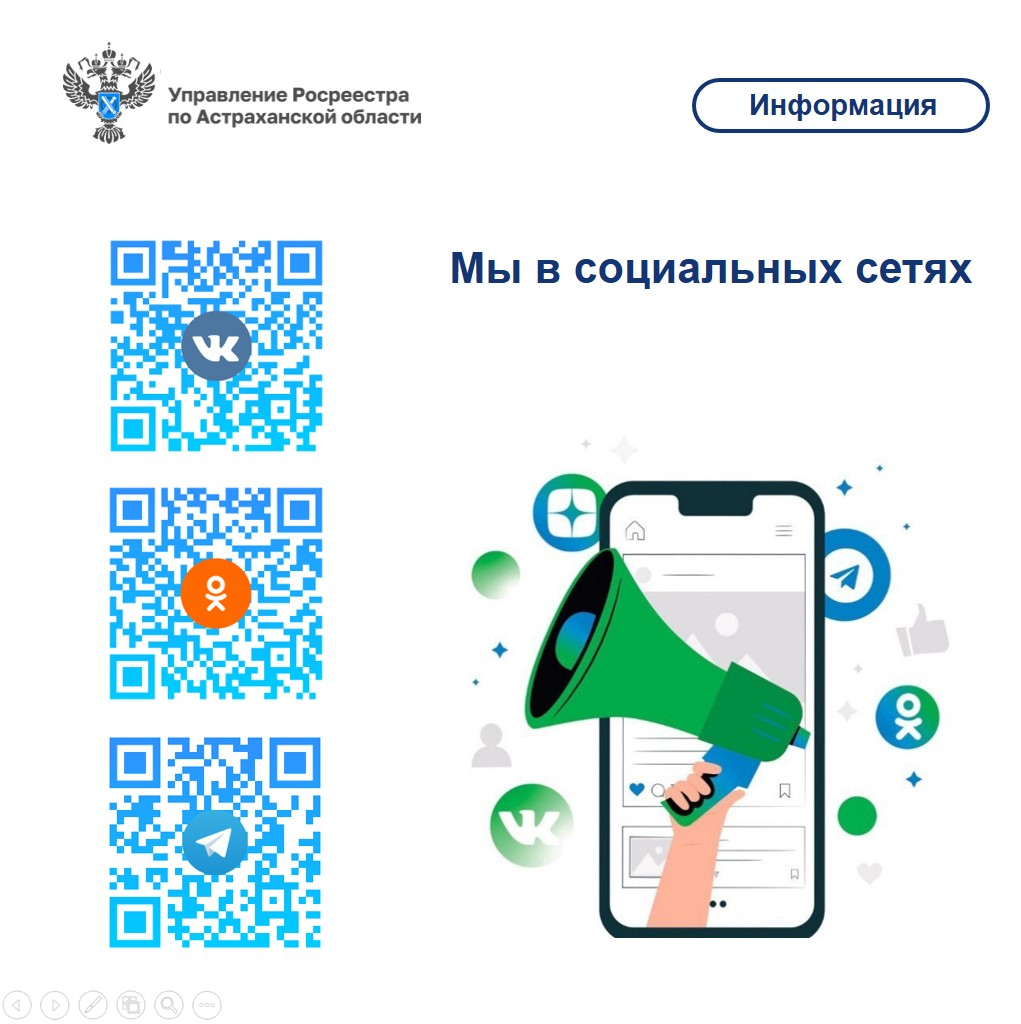 Управление Росреестра
по Астраханской области
Информация
Мы в социальных сетях